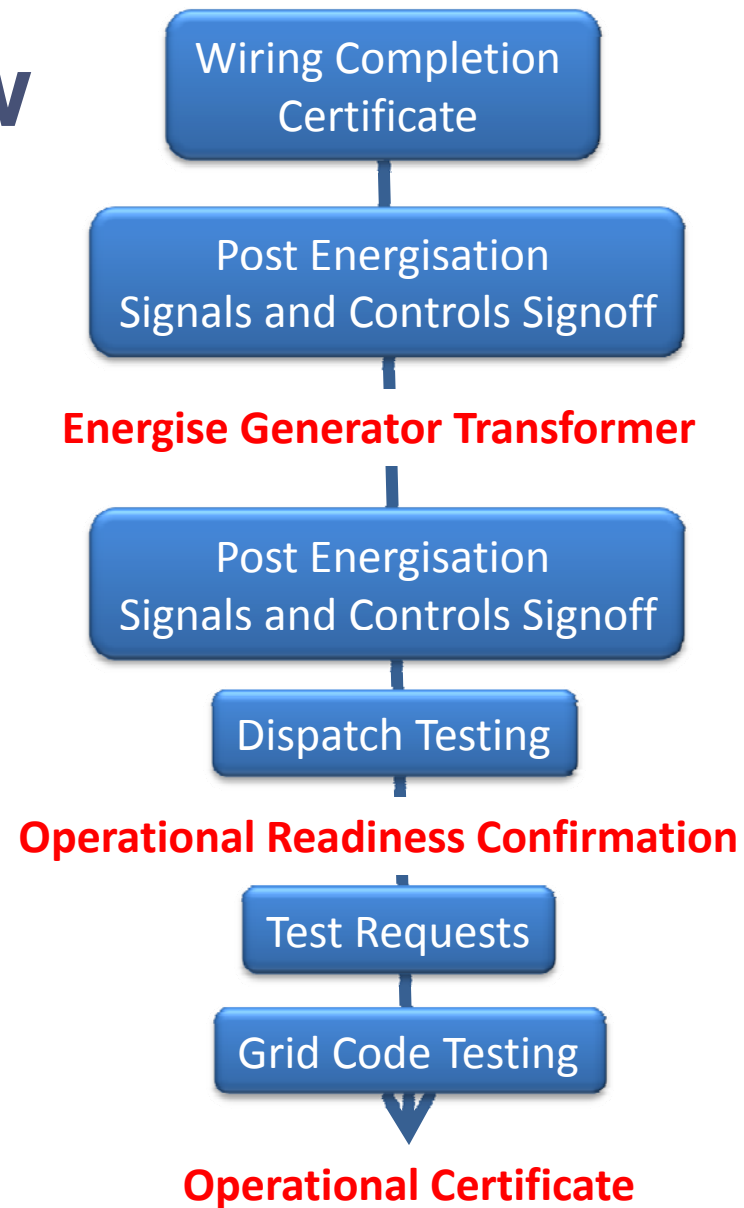 w
Wiring Completion
Certificate
Post Energisation
Signals and Controls Signoff
Energise Generator Transformer
Post Energisation
Signals and Controls Signoff
Dispatch Testing
Operational Readiness Confirmation
Test Requests
Grid Code Testing
Operational Certificate